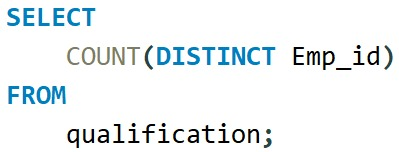 SELECT
    COUNT(DISTINCT Emp_id)
FROM
    qualification;